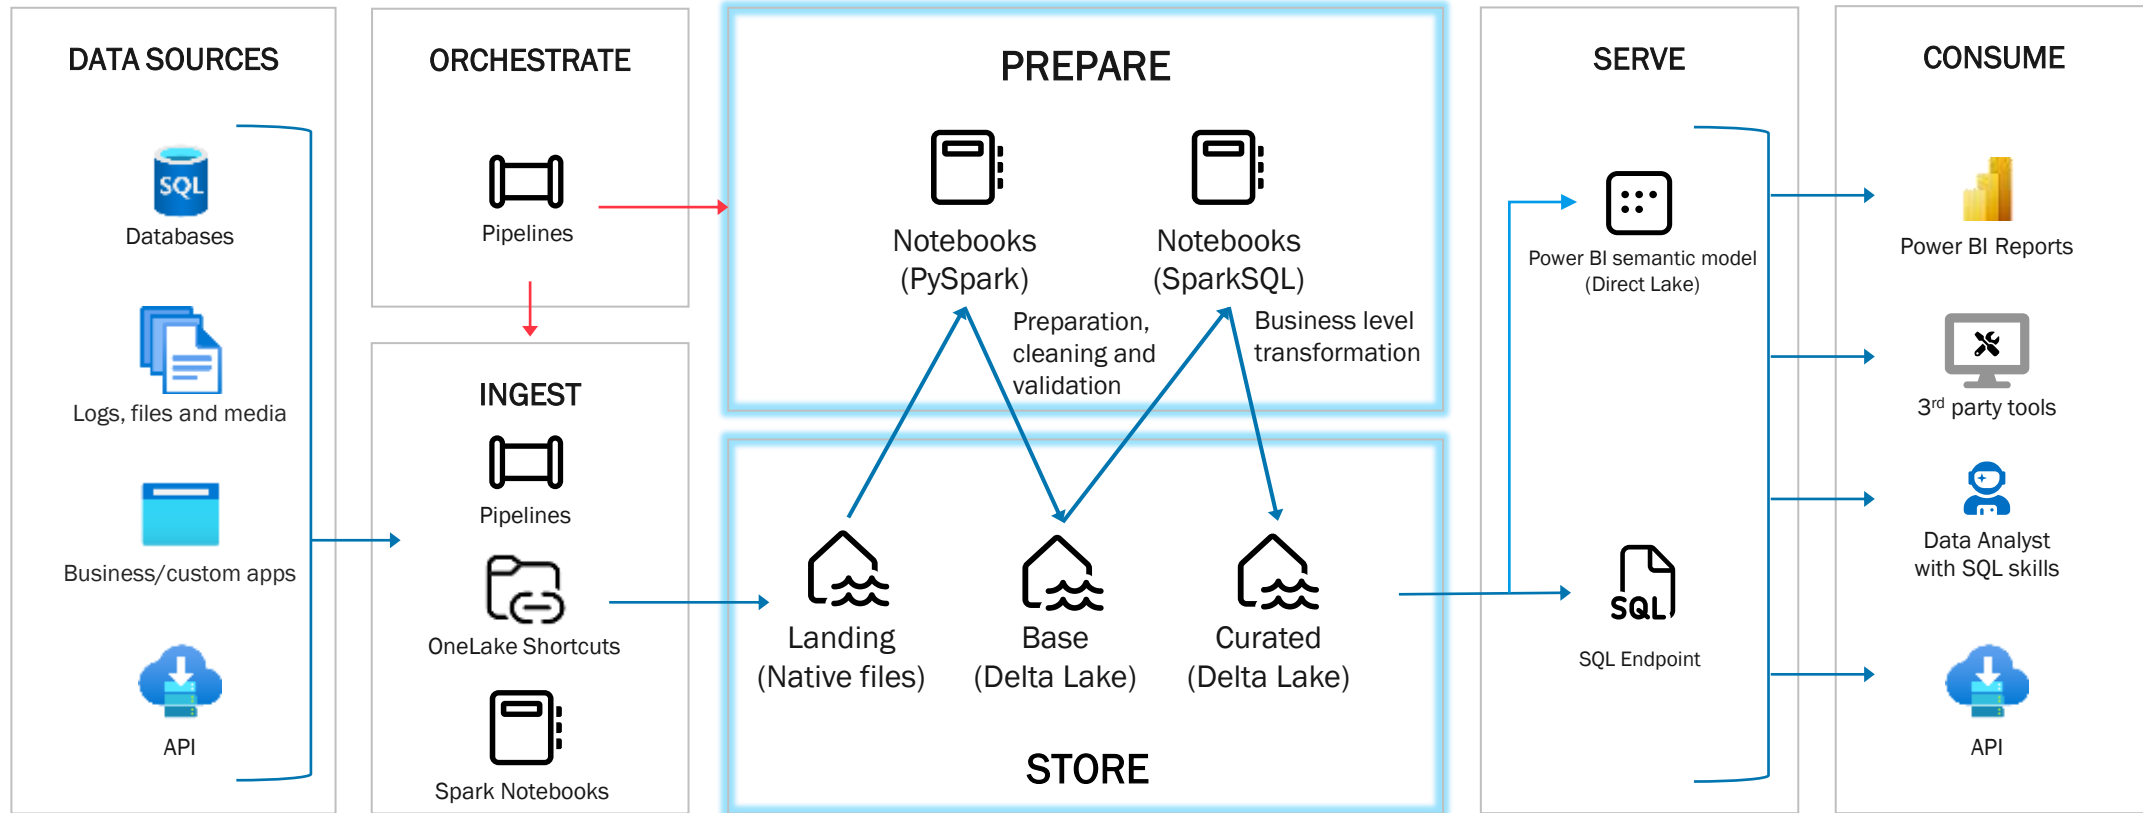 DATA SOURCES
SQL
Databases
Logs, files and media
Business/custom apps
API
ORCHESTRATE
Pipelines
INGEST
Pipelines
OneLake Shortcuts
Spark Notebooks
PREPARE
Notebooks
(PySpark)
Notebooks
(SparkSQL)
Preparation,
cleaning and
validation
Business level
transformation
Landing
(Native files)
Base
(Delta Lake)
Curated
(Delta Lake)
STORE
SERVE
Power BI semantic model
(Direct Lake)
SQL
SQL Endpoint
CONSUME
Power BI Reports
3rd party tools
Data Analyst
with SQL skills
API